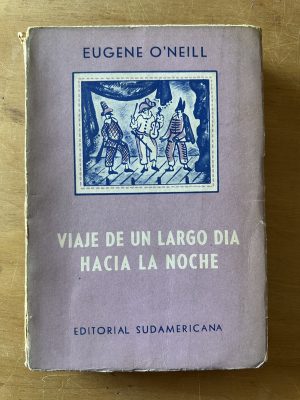 EUGENE O'NEILL
VIAJE DE UN LARGO DIA
HACIA LA NOCHE
EDITORIAL SUDAMERICANA